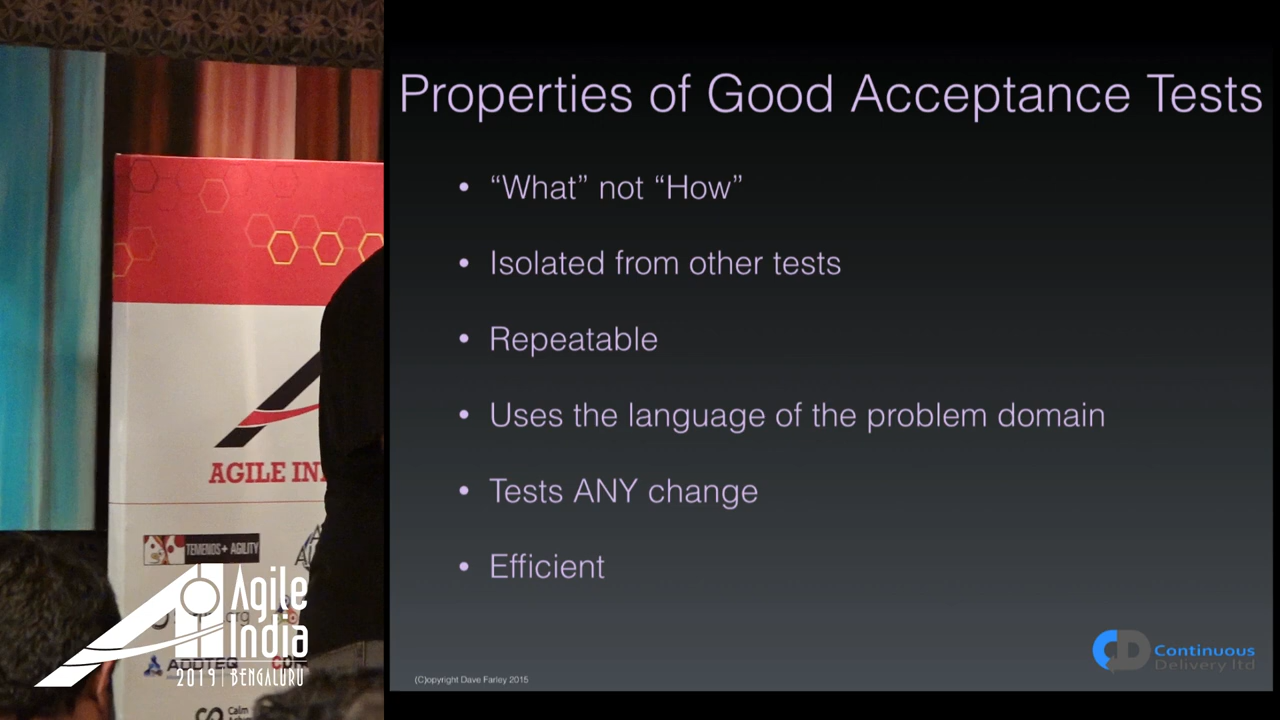 Properties of Good Acceptance Tests
• “What” not “How”
• Isolated from other tests
• Repeatable
• Uses the language of the problem domain
• Tests ANY change
• Efficient
(C)opyright Dave Farley 2015
Continuous
Delivery ltd
AGILE IN
TEMENOS+ AGILITY
ADDTEQ
Calm
Agile
India
2019 | BENGALURU